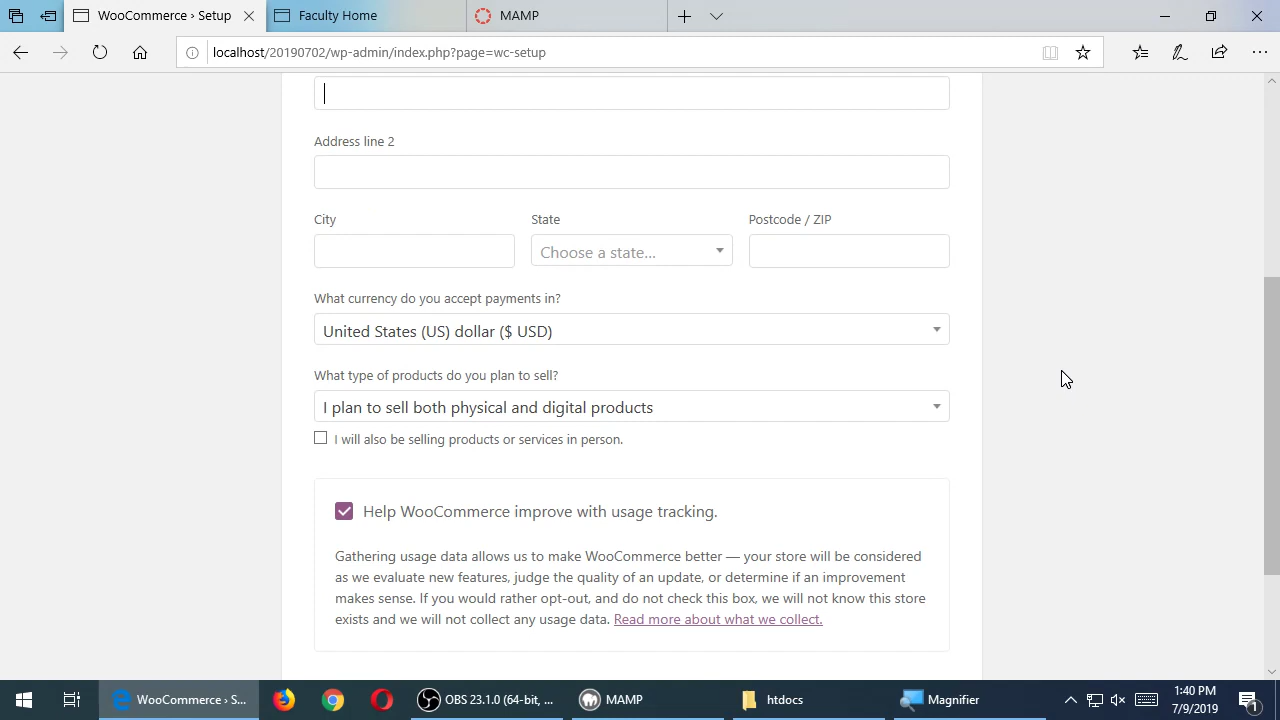 WooCommerce › Setup
Faculty Home
MAMP
localhost/20190702/wp-admin/index.php?page=wc-setup
Address line 2
City
State
Postcode / ZIP
Choose a state...
What currency do you accept payments in?
United States (US) dollar ($ USD)
What type of products do you plan to sell?
I plan to sell both physical and digital products
I will also be selling products or services in person.
Help WooCommerce improve with usage tracking.
Gathering usage data allows us to make WooCommerce better — your store will be considered
as we evaluate new features, judge the quality of an update, or determine if an improvement
makes sense. If you would rather opt-out, and do not check this box, we will not know this store
exists and we will not collect any usage data. Read more about what we collect.
WooCommerce › S...
OBS 23.1.0 (64-bit, ...
MAMP
htdocs
Magnifier
1:40 PM
7/9/2019
1